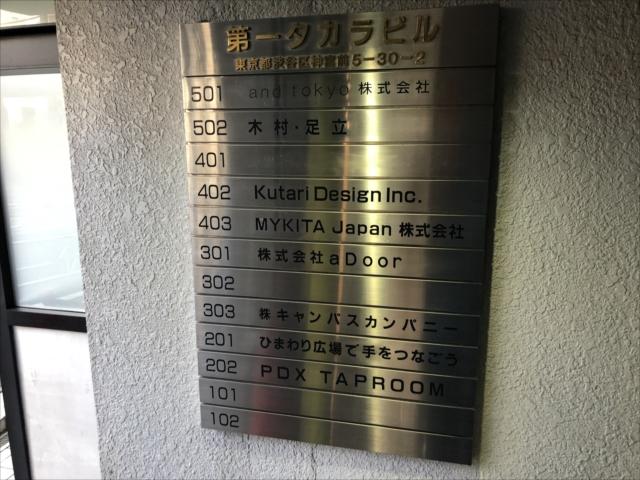 第一タカラビル
東京都渋谷区神宮前5-30-2
501 and tokyo 株式会社
502 木村・足立
401
402 Kutari Design Inc.
403 MYKITA Japan 株式会社
301 株式会社aDoor
302
303 株キャンバスカンパニー
201 ひまわり広場で手をつなごう
202 PDX TAPROOM
101
102